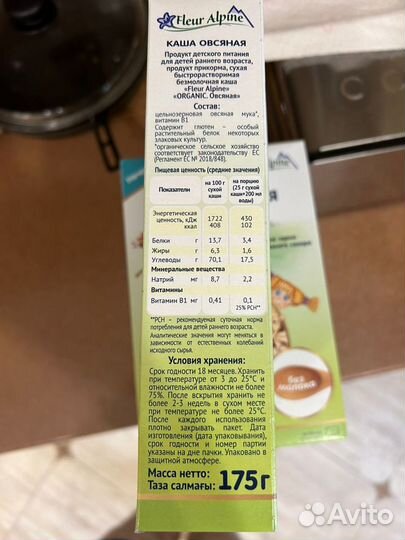 Fleur Alpine
КАША ОВСЯНАЯ
Продукт детского питания
для детей раннего возраста,
продукт прикорма, сухая
быстрорастворимая
безмолочная каша
«Fleur Alpine»
«ORGANIC. Овсяная»
Состав:
цельнозерновая овсяная мука*,
витамин В1
Содержит глютен – особый
растительный белок некоторых
злаковых культур.
*органическое сельское хозяйство
соответствует законодательству ЕС
(Регламент ЕС № 2018/848).
Пищевая ценность (средние значения)
Показатели на 100 г сухой каши на порцию (25 г сухой каши+200 мл воды)
Энергетическая
ценность, кДж 1722 430
ккал 408 102
Белки г 13,7 3,4
Жиры г 6,3 1,6
Углеводы г 70,1 17,5
Минеральные вещества
Натрий мг 8,7 2,2
Витамины
Витамин В1 мг 0,41 0,1
25% РСН**
**РСН – рекомендуемая суточная норма
потребления для детей раннего возраста.
Аналитические значения могут меняться в
зависимости от естественных колебаний
исходного сырья.
Условия хранения:
Срок годности 18 месяцев. Хранить
при температуре от 3 до 25°С и
относительной влажности не более
75%. После вскрытия хранить не
более 2-3 недель в сухом месте
при температуре не более 25°С.
После каждого использования
плотно закрывать пакет. Дата
изготовления (дата упаковывания),
срок годности и номер партии
указаны на дне пачки. Упаковано в
защитной атмосфере.
Масса нетто:
Таза салмағы: 175 г
Alpine
без
молока
Avito